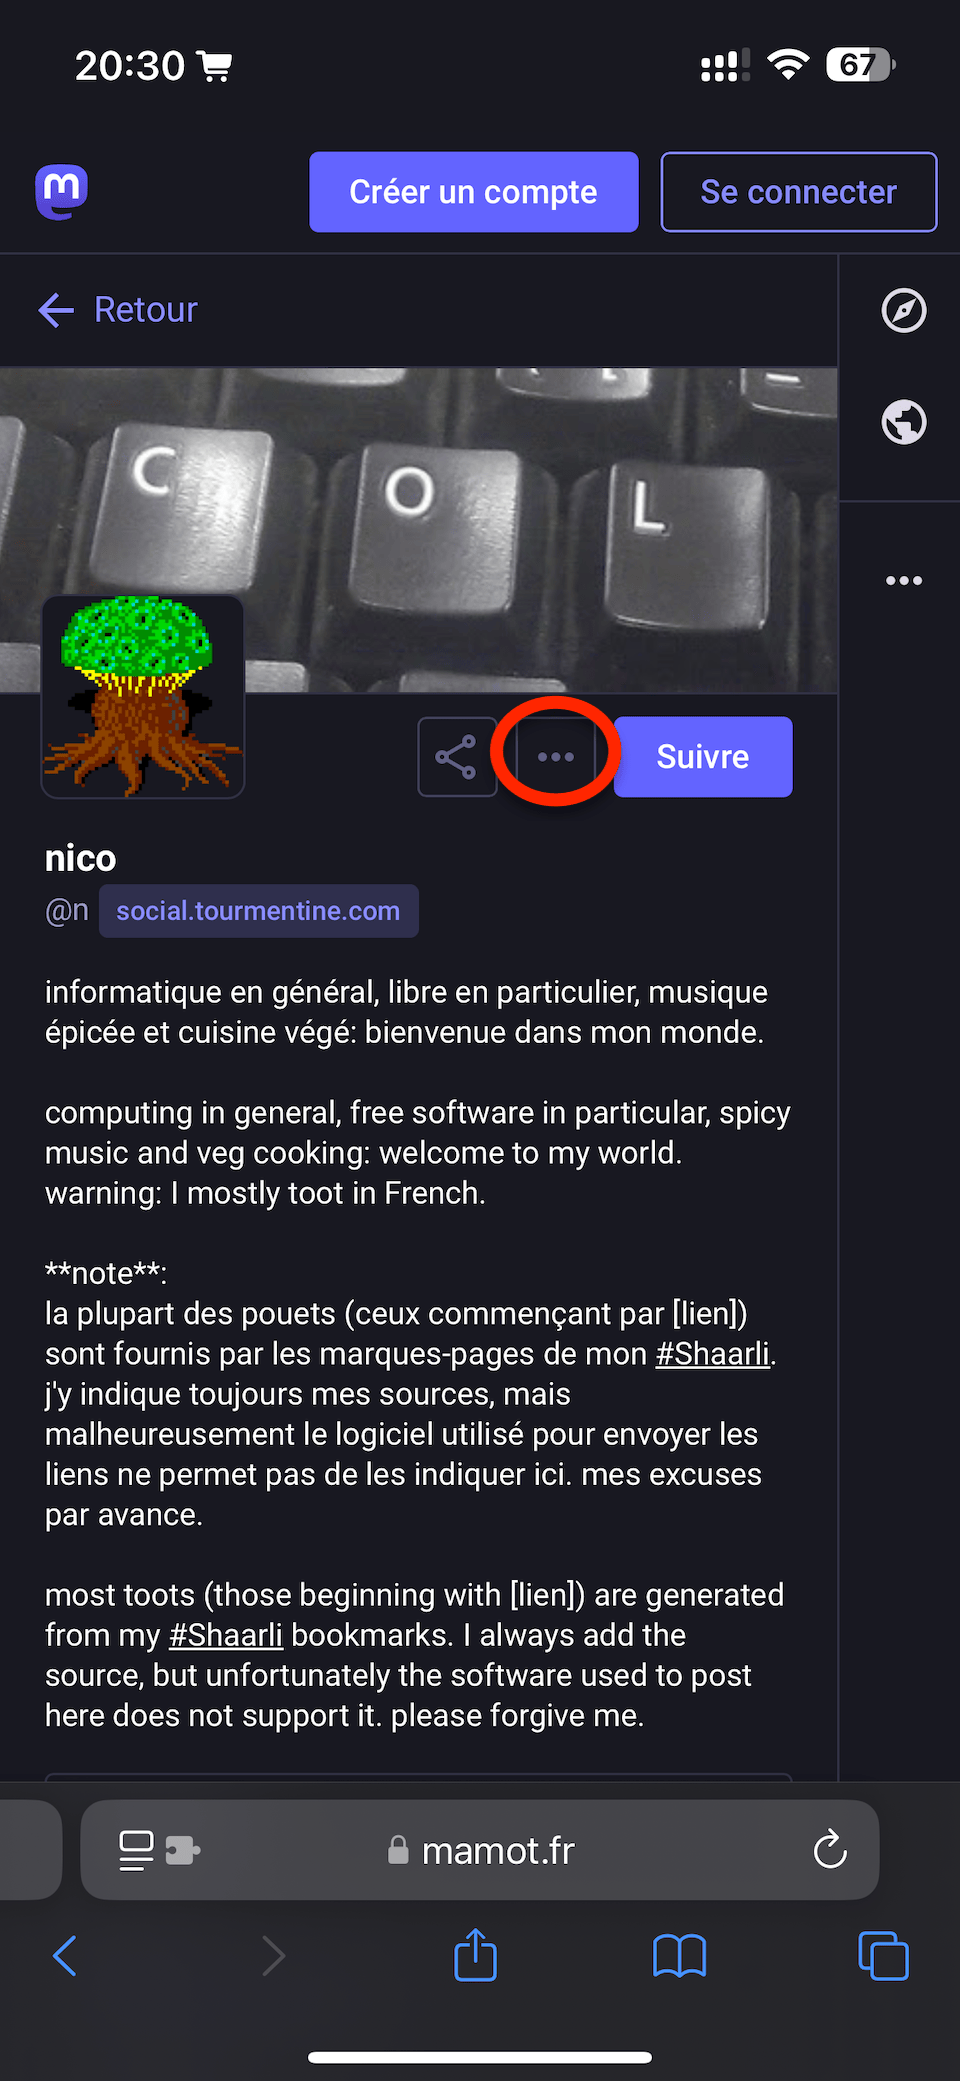 20:30
67
m
Créer un compte
Se connecter
Retour
C O L
Suivre
nico
@n social.tourmentine.com
informatique en général, libre en particulier, musique
épicée et cuisine végé: bienvenue dans mon monde.
computing in general, free software in particular, spicy
music and veg cooking: welcome to my world.
warning: I mostly toot in French.
**note**:
la plupart des pouets (ceux commençant par [lien])
sont fournis par les marques-pages de mon #Shaarli.
j'y indique toujours mes sources, mais
malheureusement le logiciel utilisé pour envoyer les
liens ne permet pas de les indiquer ici. mes excuses
par avance.
most toots (those beginning with [lien]) are generated
from my #Shaarli bookmarks. I always add the
source, but unfortunately the software used to post
here does not support it. please forgive me.
mamot.fr